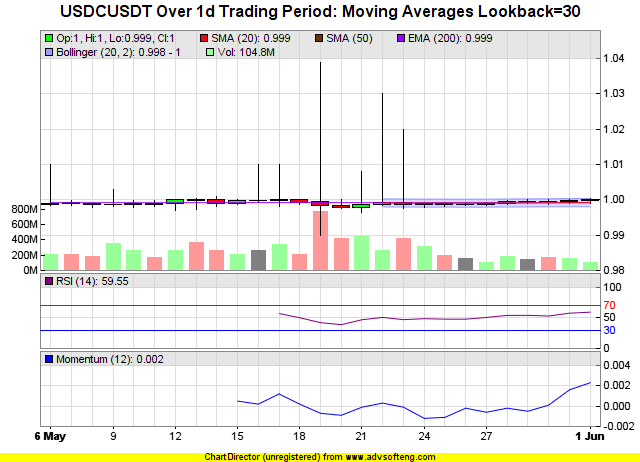 USDCUSDT Over 1d Trading Period: Moving Averages Lookback=30
Op:1, Hi:1, Lo:0.999, Cl:1 SMA (20): 0.999 SMA (50) EMA (200): 0.999
Bollinger (20, 2): 0.998 - 1 Vol: 104.8M
1.04
1.03
1.02
1.01
1.00
0.99
0.98
800M
600M
400M
200M
0M
RSI (14): 59.55
100
70
50
30
0
Momentum (12): 0.002
0.004
0.002
0.000
-0.002
6 May 9 12 15 18 21 24 27 1 Jun
ChartDirector (unregistered) from www.advsofteng.com